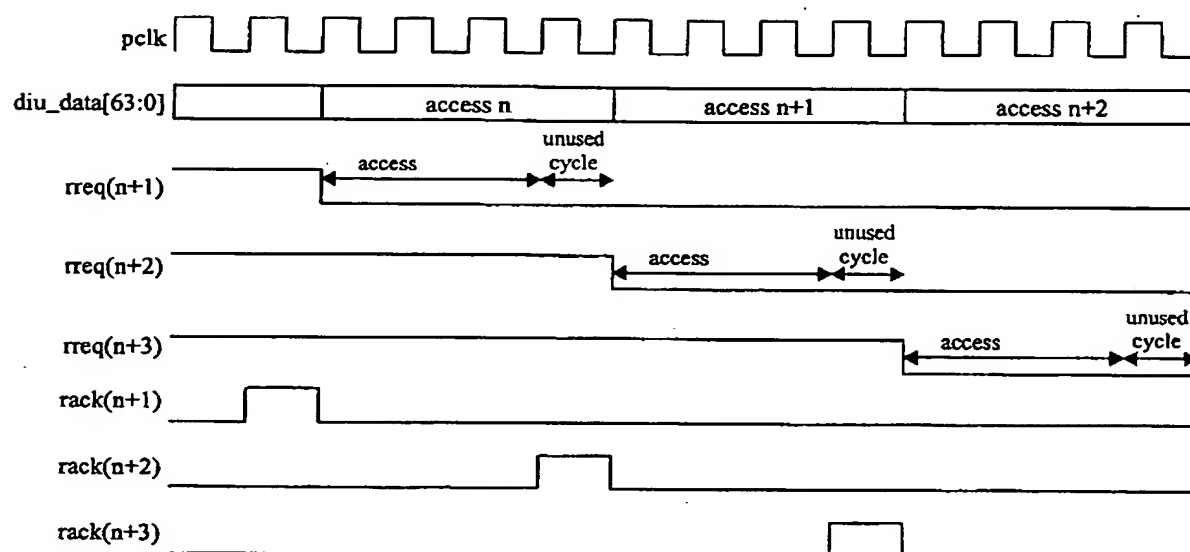 pclk
diu_data[63:0]
access n
access n+1
access n+2
rreq(n+1)
access
unused
cycle
rreq(n+2)
access
unused
cycle
rreq(n+3)
access
unused
cycle
rack(n+1)
rack(n+2)
rack(n+3)